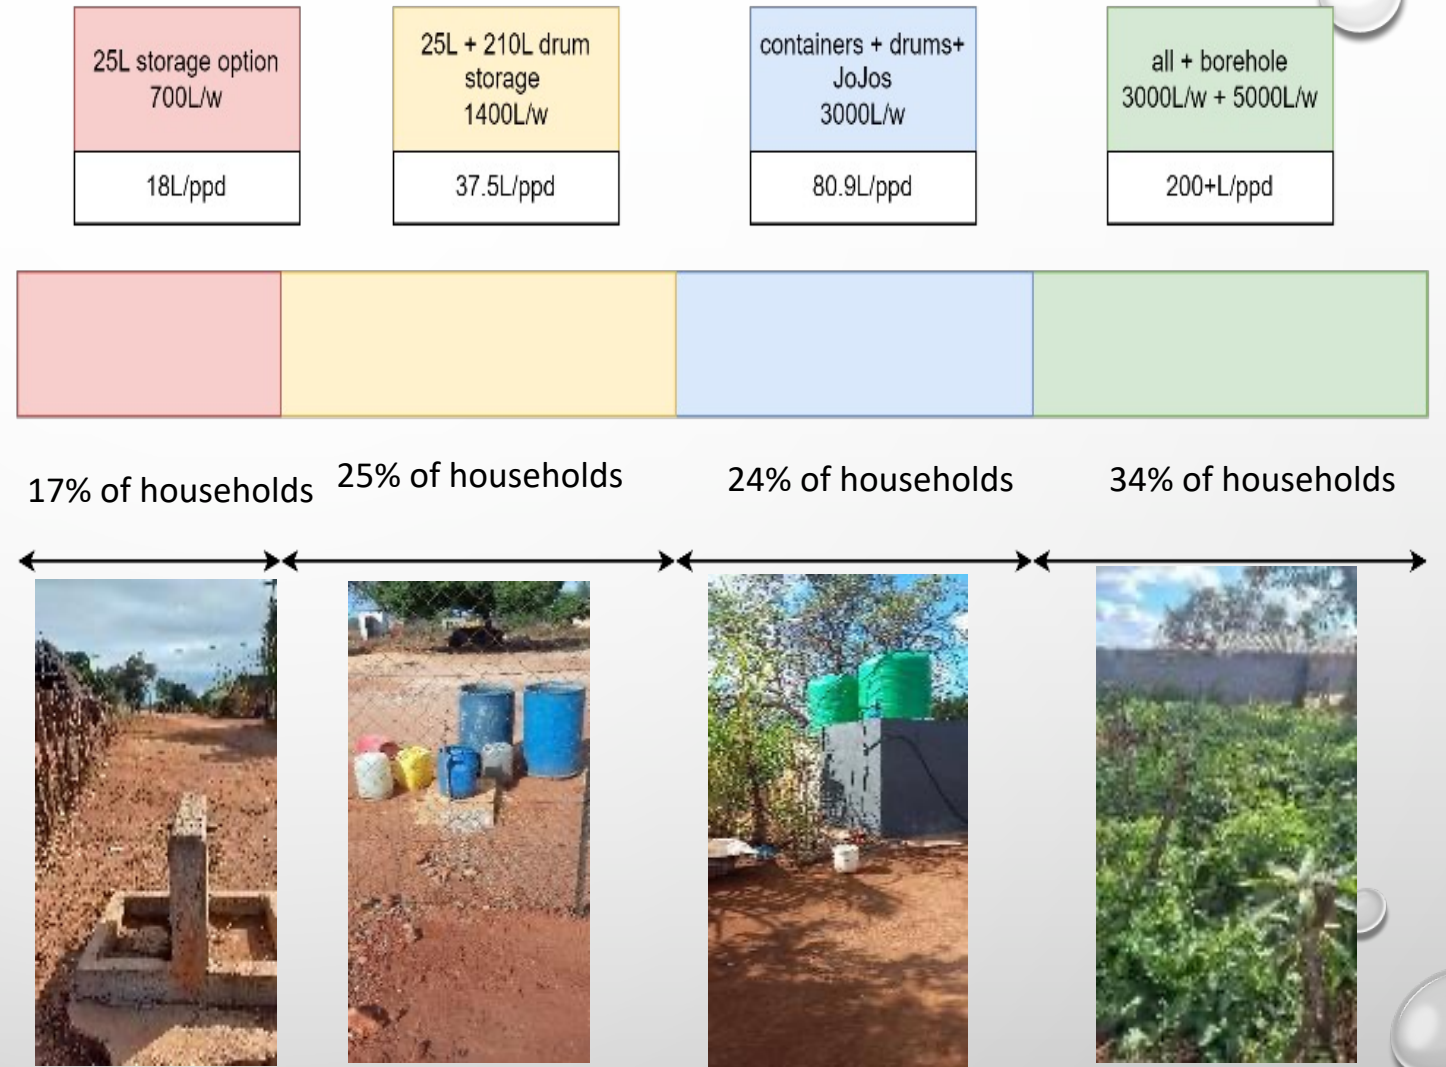 25L storage option
700L/w
18L/ppd
25L + 210L drum
storage
1400L/w
37.5L/ppd
containers + drums+
JoJos
3000L/w
80.9L/ppd
all + borehole
3000L/w + 5000L/w
200+L/ppd
17% of households
25% of households
24% of households
34% of households